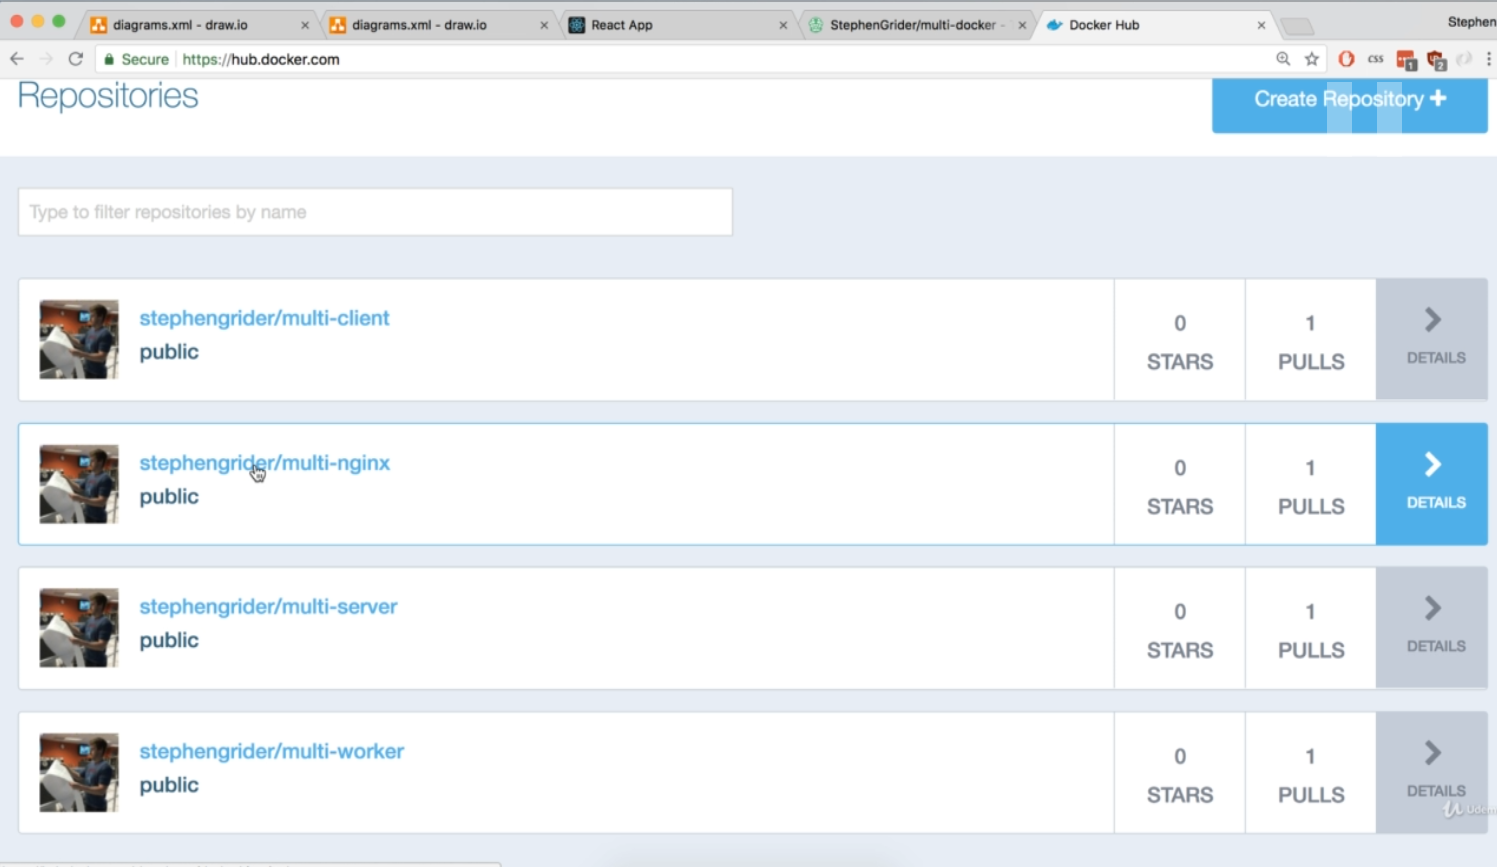 diagrams.xml - draw.io
diagrams.xml - draw.io
React App
StephenGrider/multi-docker -
Docker Hub
Stephen
Secure https://hub.docker.com
css
1
2
Repositories
Create Repository +
Type to filter repositories by name
stephengrider/multi-client
public
0
STARS
1
PULLS
DETAILS
stephengrider/multi-nginx
public
0
STARS
1
PULLS
DETAILS
stephengrider/multi-server
public
0
STARS
1
PULLS
DETAILS
stephengrider/multi-worker
public
0
STARS
1
PULLS
DETAILS